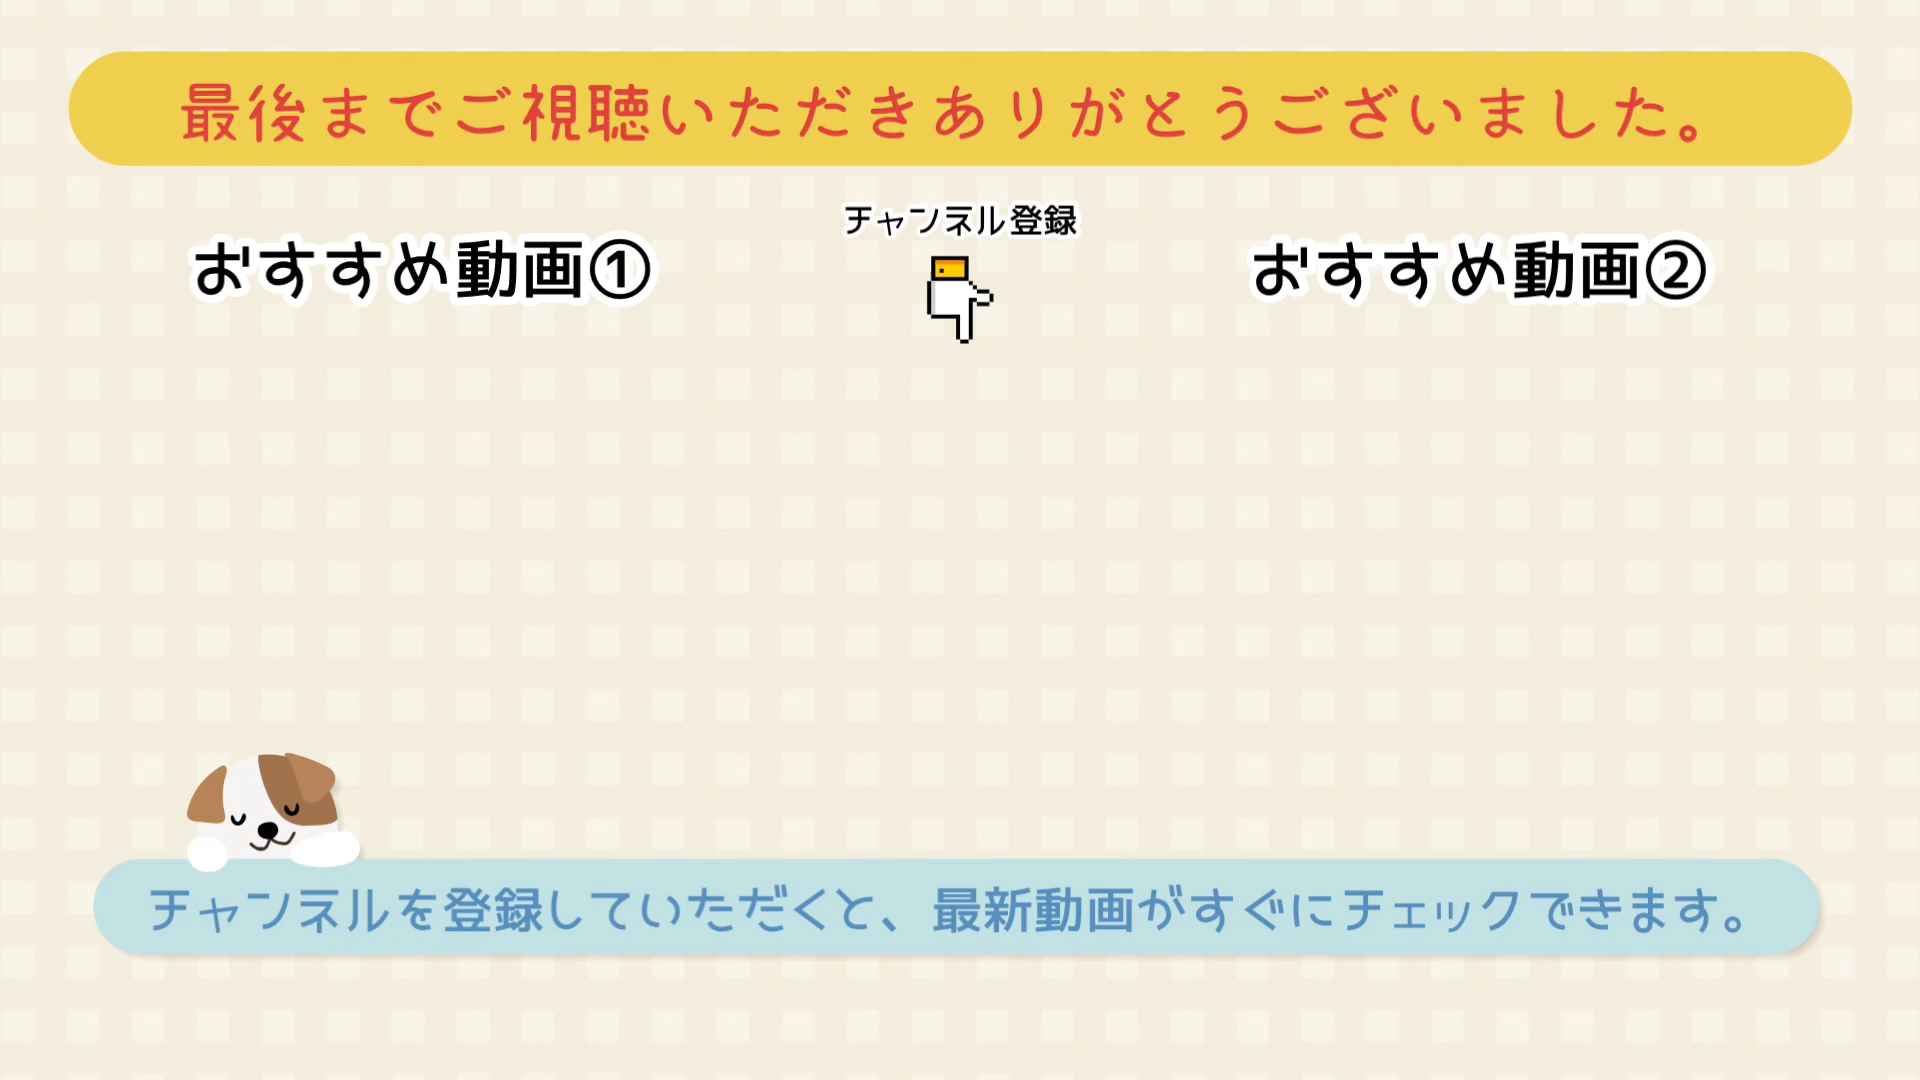 最後までご視聴いただきありがとうございました。
チャンネル登録
おすすめ動画①
おすすめ動画②
チャンネルを登録していただくと、最新動画がすぐにチェックできます。